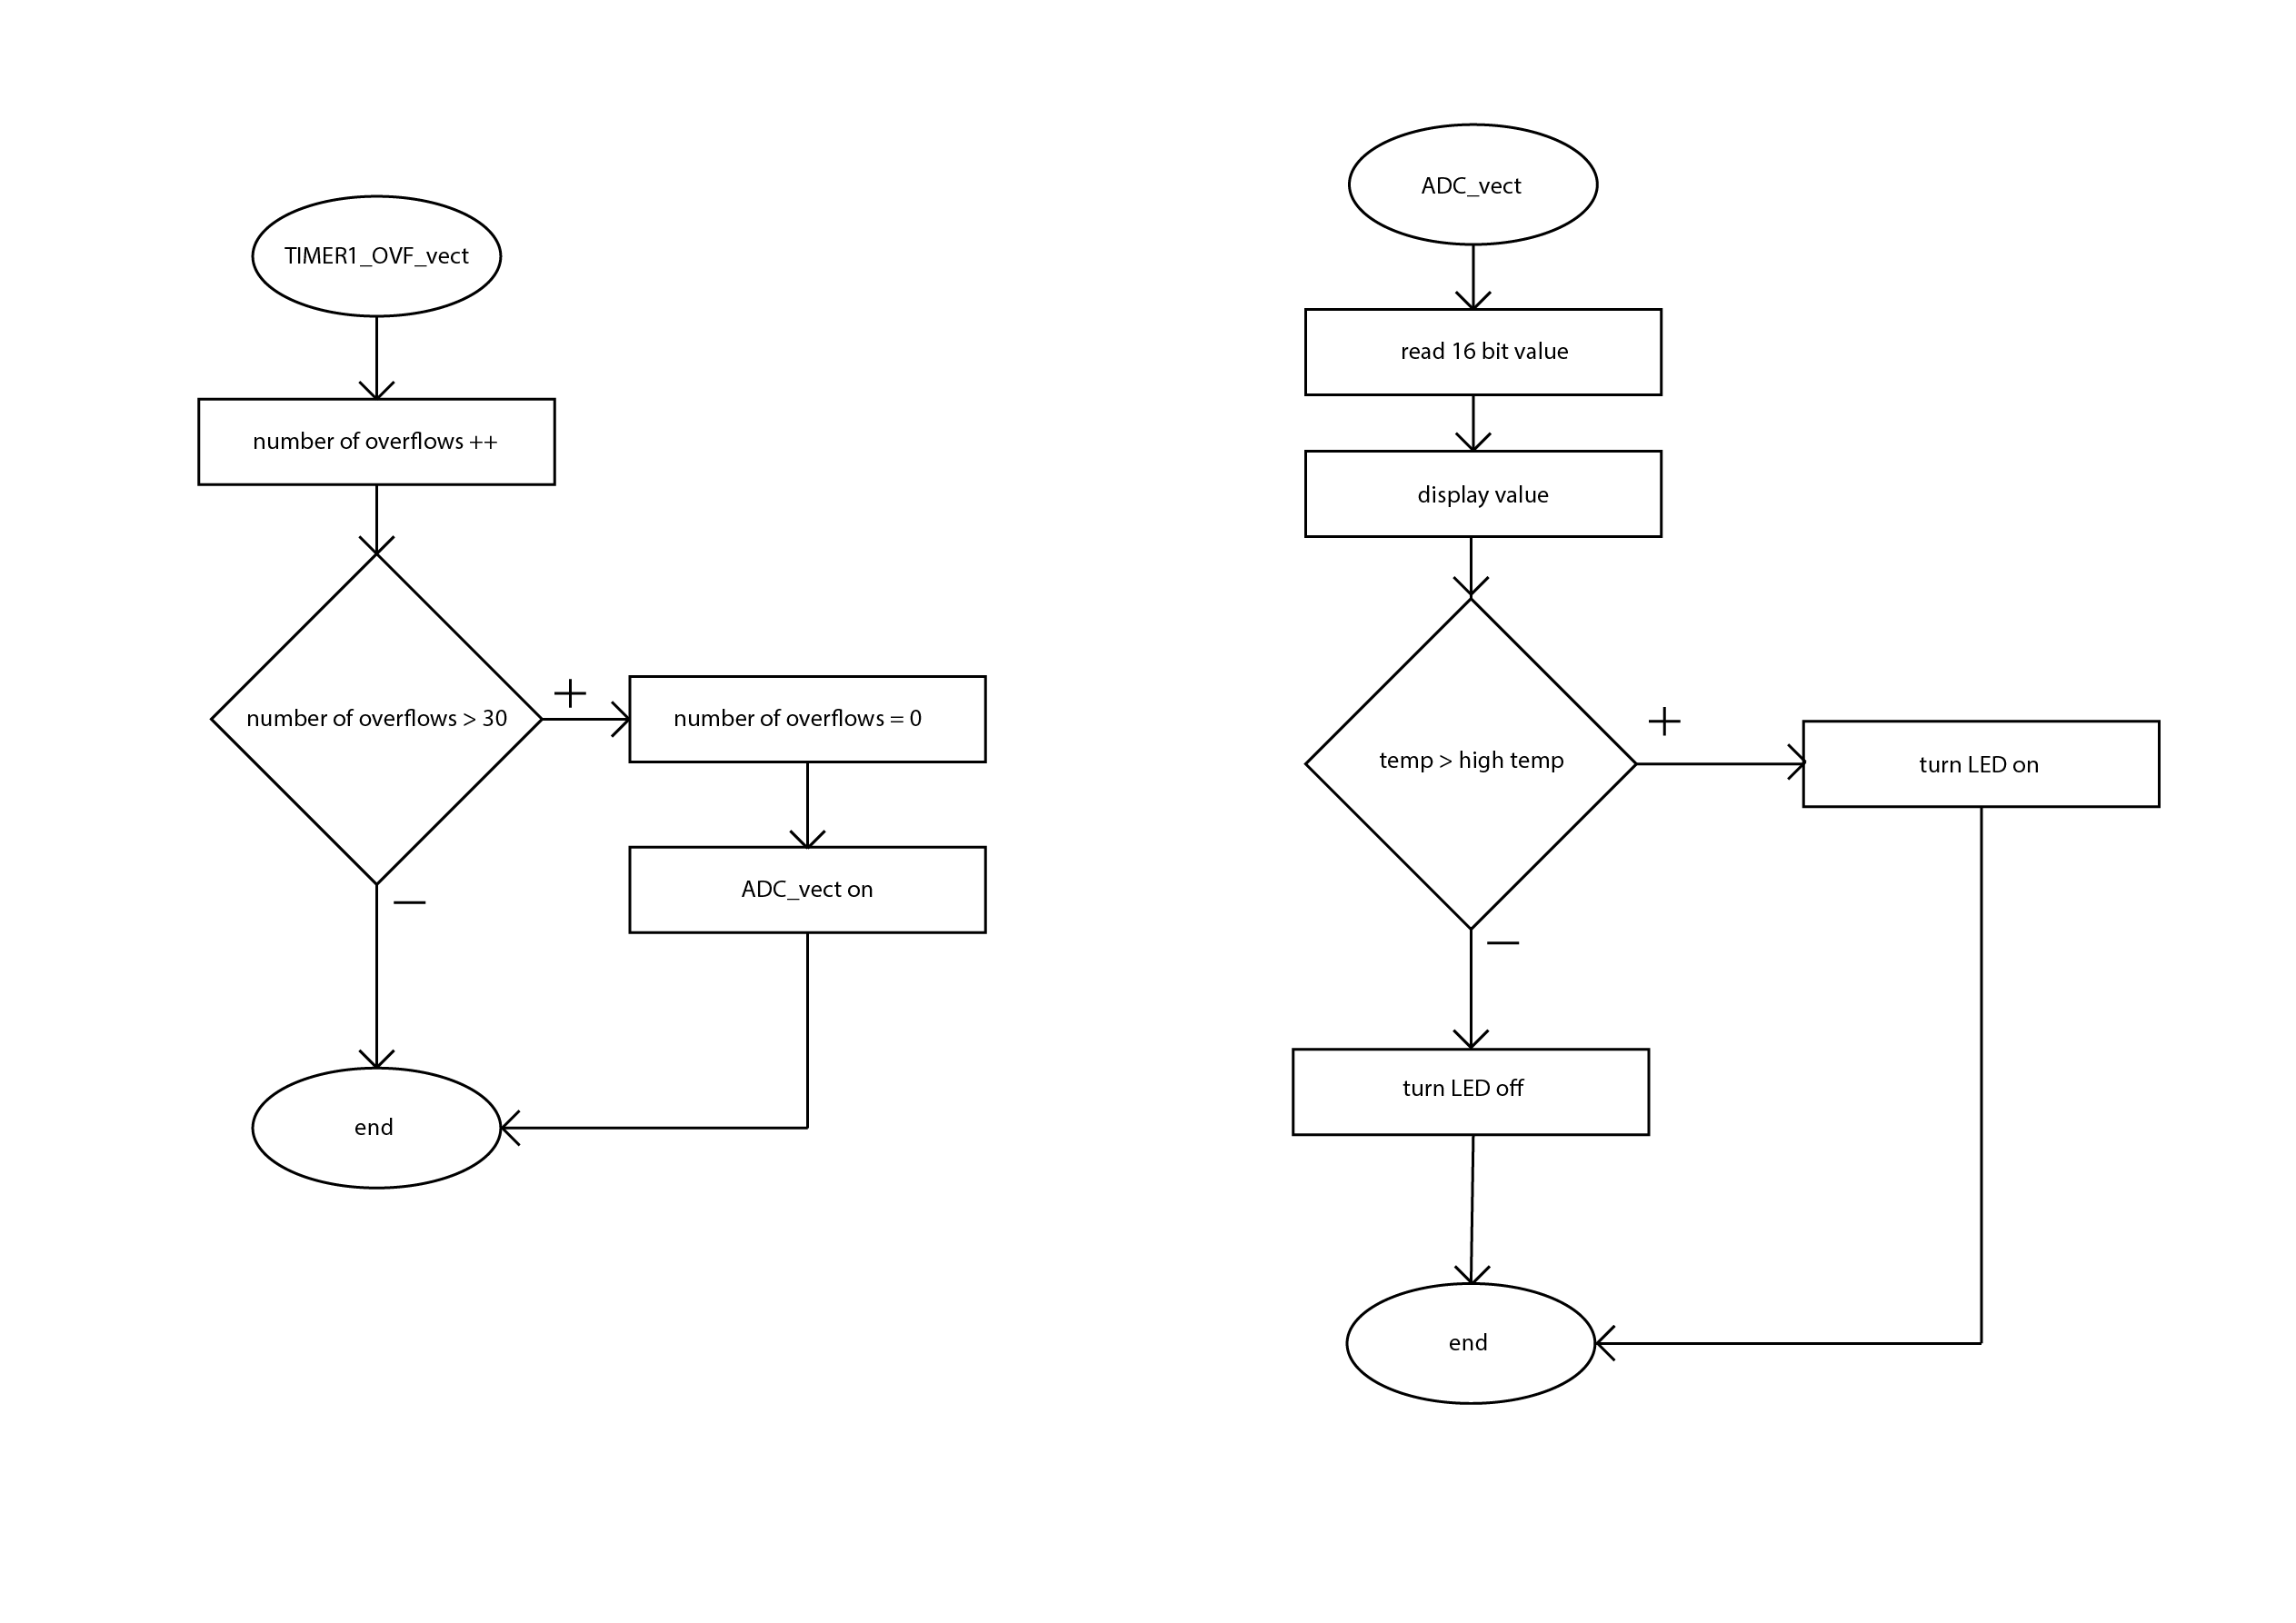 TIMER1_OVF_vect
number of overflows ++
number of overflows > 30
+
number of overflows = 0
ADC_vect on
—
end
ADC_vect
read 16 bit value
display value
temp > high temp
+
turn LED on
—
turn LED off
end